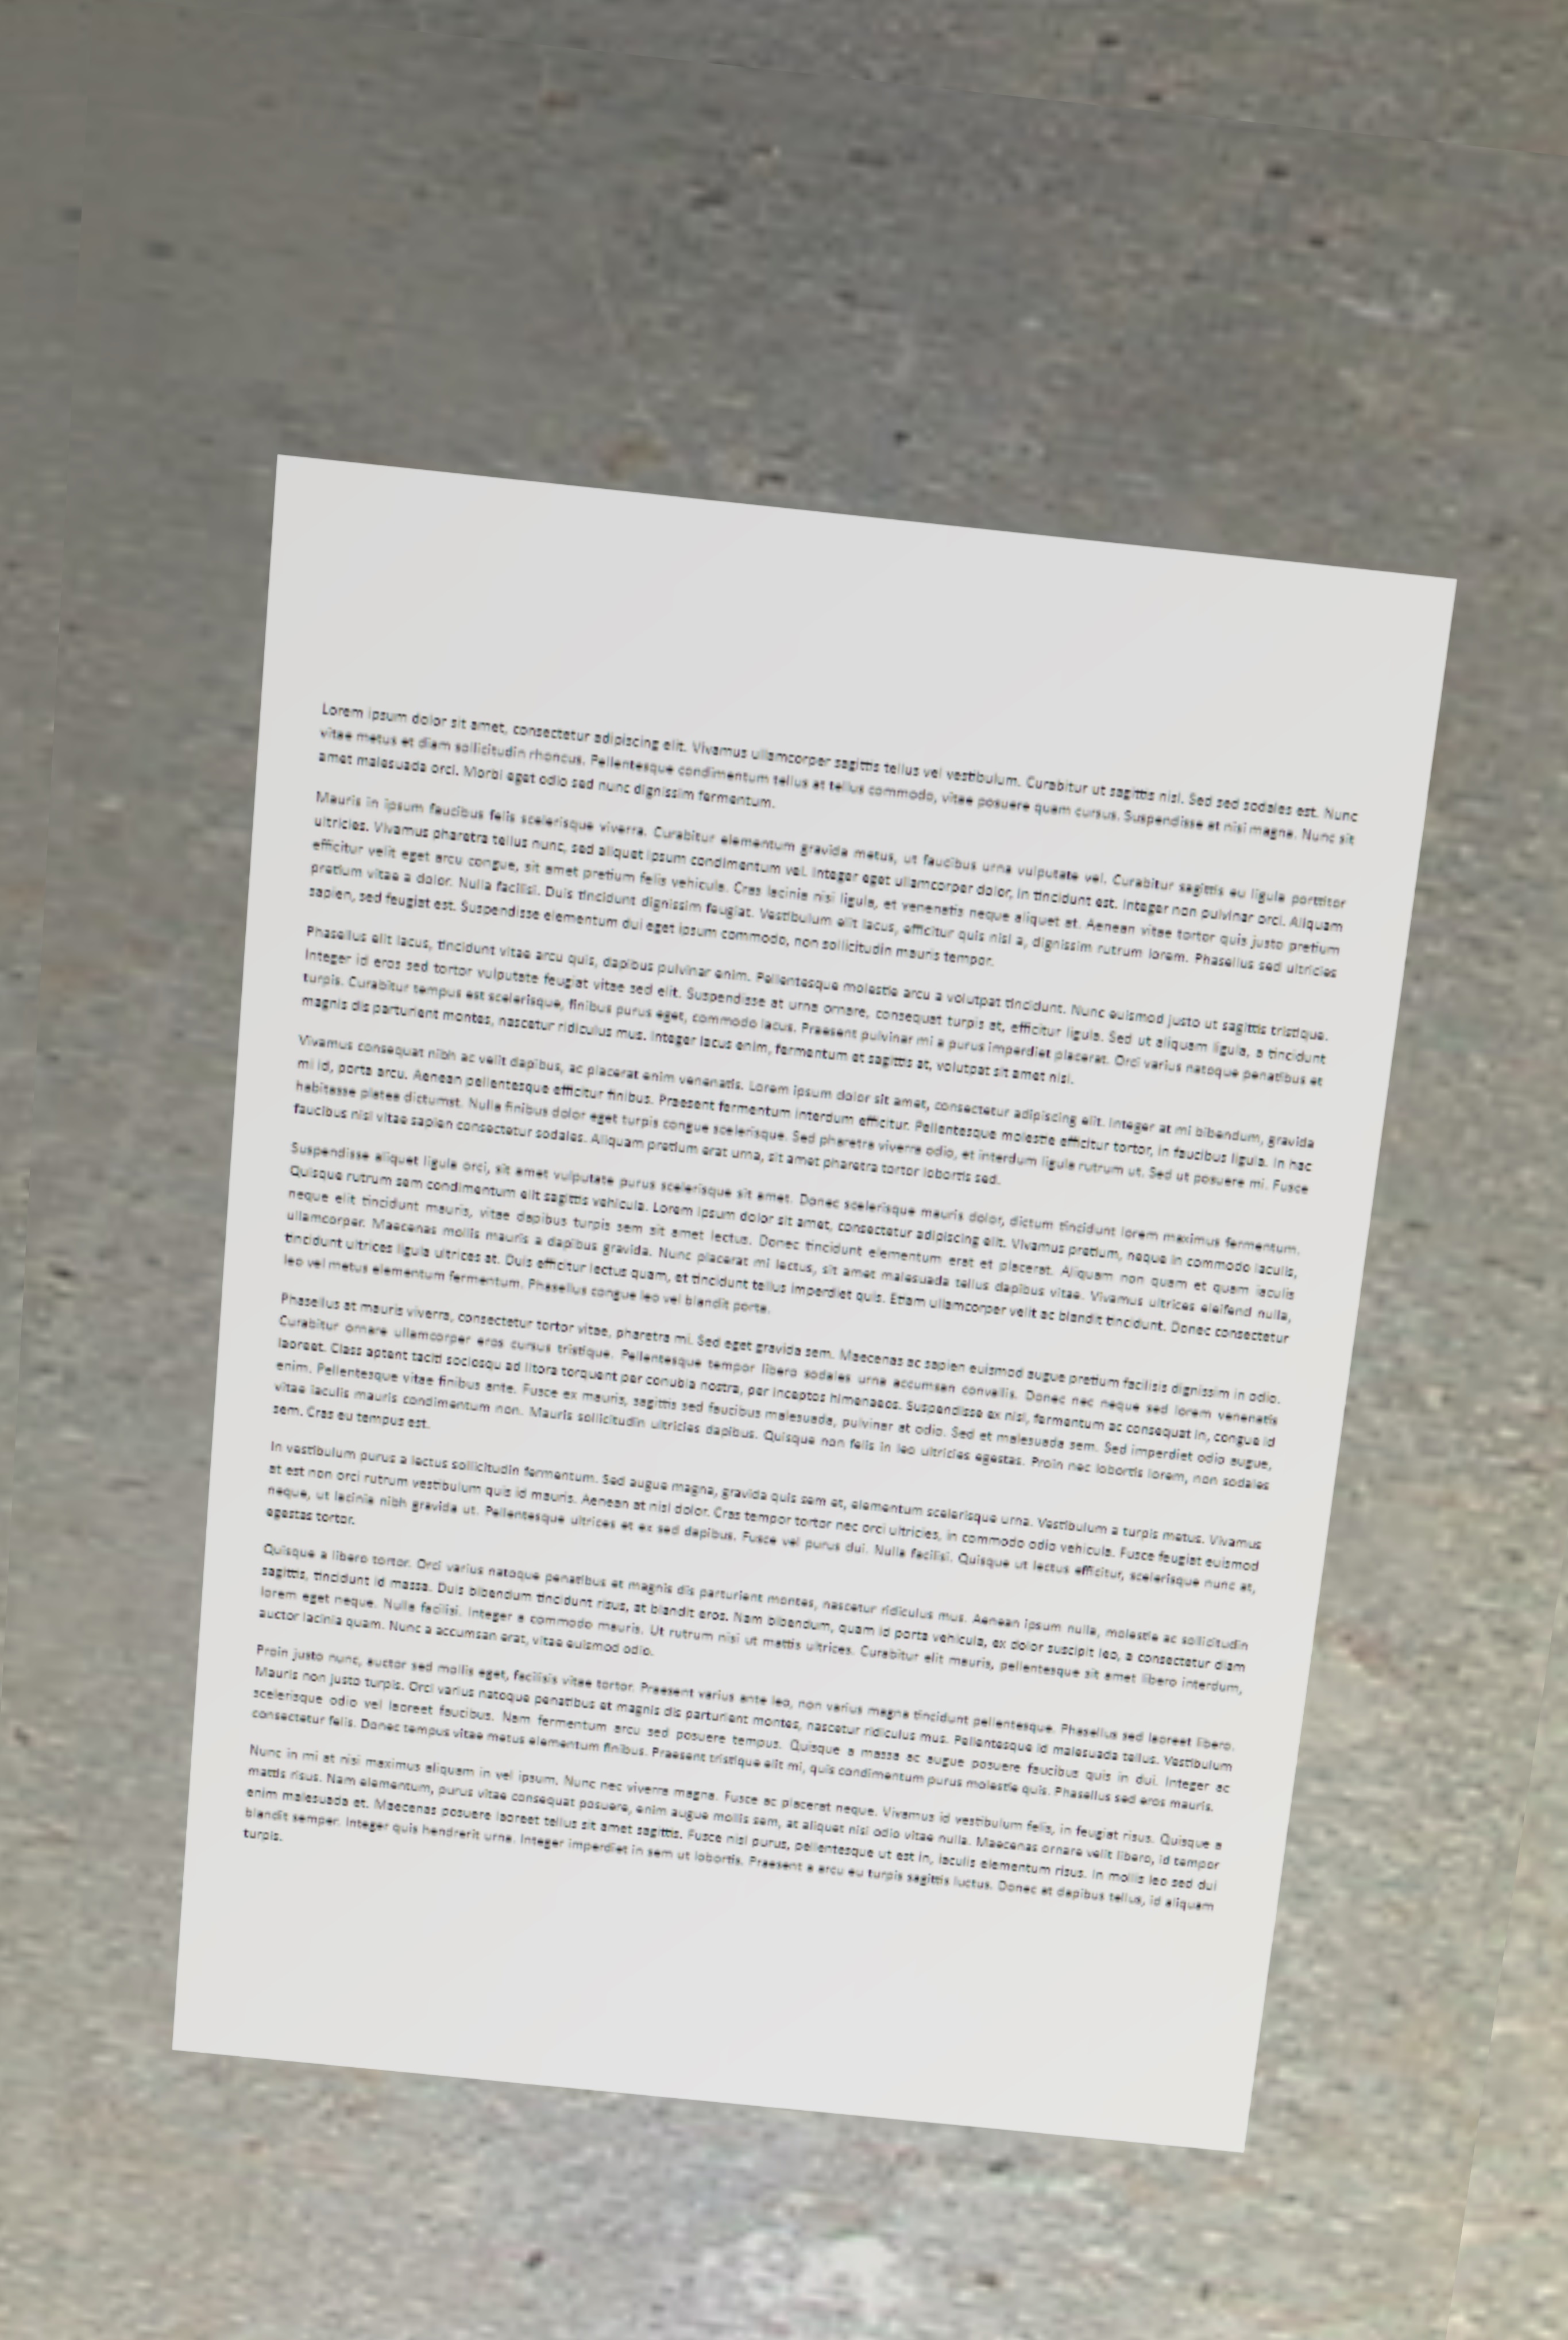 Lorem ipsum dolor sit amet, consectetur adipiscing elit. Vivamus ullamcorper sagittis tellus vel vestibulum. Curabitur ut sagittis nisl. Sed sed sodales est. Nunc
vitae metus et diam sollicitudin rhoncus. Pellentesque condimentum tellus at tellus commodo, vitae posuere quam cursus. Suspendisse at nisi magna. Nunc sit
amet malesuada orci. Morbi eget odio sed nunc dignissim fermentum.
Mauris in ipsum faucibus felis scelerisque viverra. Curabitur elementum gravida metus, ut faucibus urna vulputate vel. Curabitur sagittis eu ligula porttitor
ultricies. Vivamus pharetra tellus nunc, sed aliquet ipsum condimentum vel. Integer eget ullamcorper dolor, in tincidunt est. Integer non pulvinar orci. Aliquam
efficitur velit eget arcu congue, sit amet pretium felis vehicula. Cras lacinia nisi ligula, et venenatis neque aliquet at. Aenean vitae tortor quis justo pretium
pretium vitae a dolor. Nulla facilisi. Duis tincidunt dignissim feugiat. Vestibulum elit lacus, efficitur quis nisl a, dignissim rutrum lorem. Phasellus sed ultricies
sapien, sed feugiat est. Suspendisse elementum dui eget ipsum commodo, non sollicitudin mauris tempor.
Phasellus elit lacus, tincidunt vitae arcu quis, dapibus pulvinar enim. Pellentesque molestie arcu a volutpat tincidunt. Nunc euismod justo ut sagittis tristique.
Integer id eros sed tortor vulputate feugiat vitae sed elit. Suspendisse at urna ornare, consequat turpis at, efficitur ligula. Sed ut aliquam ligula, a tincidunt
turpis. Curabitur tempus est scelerisque, finibus purus eget, commodo lacus. Praesent pulvinar mi a purus imperdiet placerat. Orci varius natoque penatibus et
magnis dis parturient montes, nascetur ridiculus mus. Integer lacus enim, fermentum et sagittis at, volutpat sit amet nisl.
Vivamus consequat nibh ac velit dapibus, ac placerat enim venenatis. Lorem ipsum dolor sit amet, consectetur adipiscing elit. Integer at mi bibendum, gravida
mi id, porta arcu. Aenean pellentesque efficitur finibus. Praesent fermentum interdum efficitur. Pellentesque molestie efficitur tortor, in faucibus ligula. In hac
habitasse platea dictumst. Nulla finibus dolor eget turpis congue scelerisque. Sed pharetra viverra odio, et interdum ligula rutrum ut. Sed ut posuere mi. Fusce
faucibus nisl vitae sapien consectetur sodales. Aliquam pretium erat urna, sit amet pharetra tortor lobortis sed.
Suspendisse aliquet ligula orci, sit amet vulputate purus scelerisque sit amet. Donec scelerisque mauris dolor, dictum tincidunt lorem maximus fermentum.
Quisque rutrum sem condimentum elit sagittis vehicula. Lorem ipsum dolor sit amet, consectetur adipiscing elit. Vivamus pretium, neque in commodo iaculis,
neque elit tincidunt mauris, vitae dapibus turpis sem sit amet lectus. Donec tincidunt elementum erat et placerat. Aliquam non quam et quam iaculis
ullamcorper. Maecenas mollis mauris a dapibus gravida. Nunc placerat mi lectus, sit amet malesuada tellus dapibus vitae. Vivamus ultrices eleifend nulla,
tincidunt ultrices ligula ultrices at. Duis efficitur lectus quam, et tincidunt tellus imperdiet quis. Etiam ullamcorper velit ac blandit tincidunt. Donec consectetur
leo vel metus elementum fermentum. Phasellus congue leo vel blandit porta.
Phasellus at mauris viverra, consectetur tortor vitae, pharetra mi. Sed eget gravida sem. Maecenas ac sapien euismod augue pretium facilisis dignissim in odio.
Curabitur ornare ullamcorper eros cursus tristique. Pellentesque tempor libero sodales urna accumsan convallis. Donec nec neque sed lorem venenatis
laoreet. Class aptent taciti sociosqu ad litora torquent per conubia nostra, per inceptos himenaeos. Suspendisse ex nisl, fermentum ac consequat in, congue id
enim. Pellentesque vitae finibus ante. Fusce ex mauris, sagittis sed faucibus malesuada, pulvinar at odio. Sed et malesuada sem. Sed imperdiet odio augue,
vitae iaculis mauris condimentum non. Mauris sollicitudin ultricies dapibus. Quisque non felis in leo ultricies egestas. Proin nec lobortis lorem, non sodales
sem. Cras eu tempus est.
In vestibulum purus a lectus sollicitudin fermentum. Sed augue magna, gravida quis sem et, elementum scelerisque urna. Vestibulum a turpis metus. Vivamus
at est non orci rutrum vestibulum quis id mauris. Aenean at nisl dolor. Cras tempor tortor nec orci ultricies, in commodo odio vehicula. Fusce feugiat euismod
neque, ut lacinia nibh gravida ut. Pellentesque ultrices et ex sed dapibus. Fusce vel purus dui. Nulla facilisi. Quisque ut lectus efficitur, scelerisque nunc at,
egestas tortor.
Quisque a libero tortor. Orci varius natoque penatibus et magnis dis parturient montes, nascetur ridiculus mus. Aenean ipsum nulla, molestie ac sollicitudin
sagittis, tincidunt id massa. Duis bibendum tincidunt risus, at blandit eros. Nam bibendum, quam id porta vehicula, ex dolor suscipit leo, a consectetur diam
lorem eget neque. Nulla facilisi. Integer a commodo mauris. Ut rutrum nisi ut mattis ultrices. Curabitur elit mauris, pellentesque sit amet libero interdum,
auctor lacinia quam. Nunc a accumsan erat, vitae euismod odio.
Proin justo nunc, auctor sed mollis eget, facilisis vitae tortor. Praesent varius ante leo, non varius magna tincidunt pellentesque. Phasellus sed laoreet libero.
Mauris non justo turpis. Orci varius natoque penatibus et magnis dis parturient montes, nascetur ridiculus mus. Pellentesque id malesuada tellus. Vestibulum
scelerisque odio vel laoreet faucibus. Nam fermentum arcu sed posuere tempus. Quisque a massa ac augue posuere faucibus quis in dui. Integer ac
consectetur felis. Donec tempus vitae metus elementum finibus. Praesent tristique elit mi, quis condimentum purus molestie quis. Phasellus sed eros mauris.
Nunc in mi at nisi maximus aliquam in vel ipsum. Nunc nec viverra magna. Fusce ac placerat neque. Vivamus id vestibulum felis, in feugiat risus. Quisque a
mattis risus. Nam elementum, purus vitae consequat posuere, enim augue mollis sem, at aliquet nisl odio vitae nulla. Maecenas ornare velit libero, id tempor
enim malesuada et. Maecenas posuere laoreet tellus sit amet sagittis. Fusce nisl purus, pellentesque ut est in, iaculis elementum risus. In mollis leo sed dui
blandit semper. Integer quis hendrerit urna. Integer imperdiet in sem ut lobortis. Praesent a arcu eu turpis sagittis luctus. Donec at dapibus tellus, id aliquam
turpis.